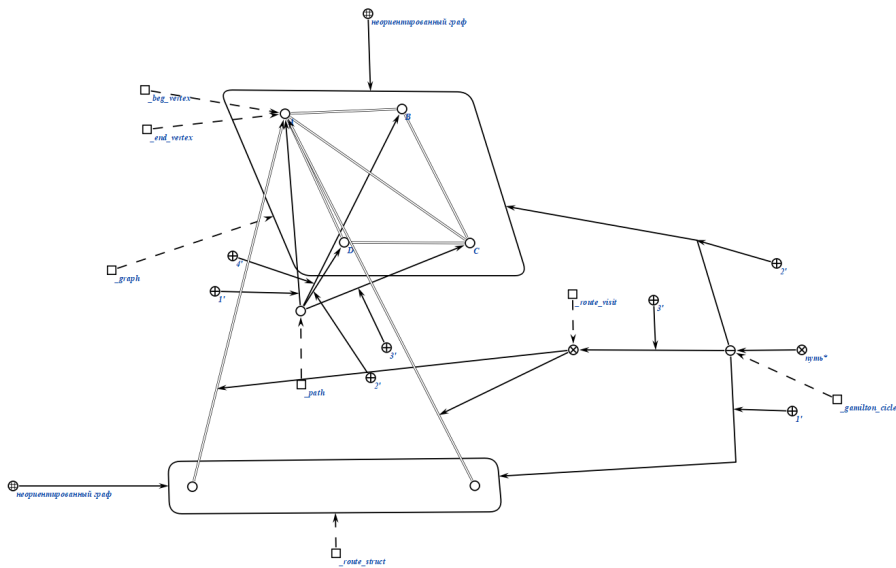 неориентированный граф
_beg_vertex
_end_vertex
B
D
C
_graph
4'
1'
2'
_route_visit
3'
путь*
3'
2'
_path
_gamilton_cicle
1'
неориентированный граф
_route_struct